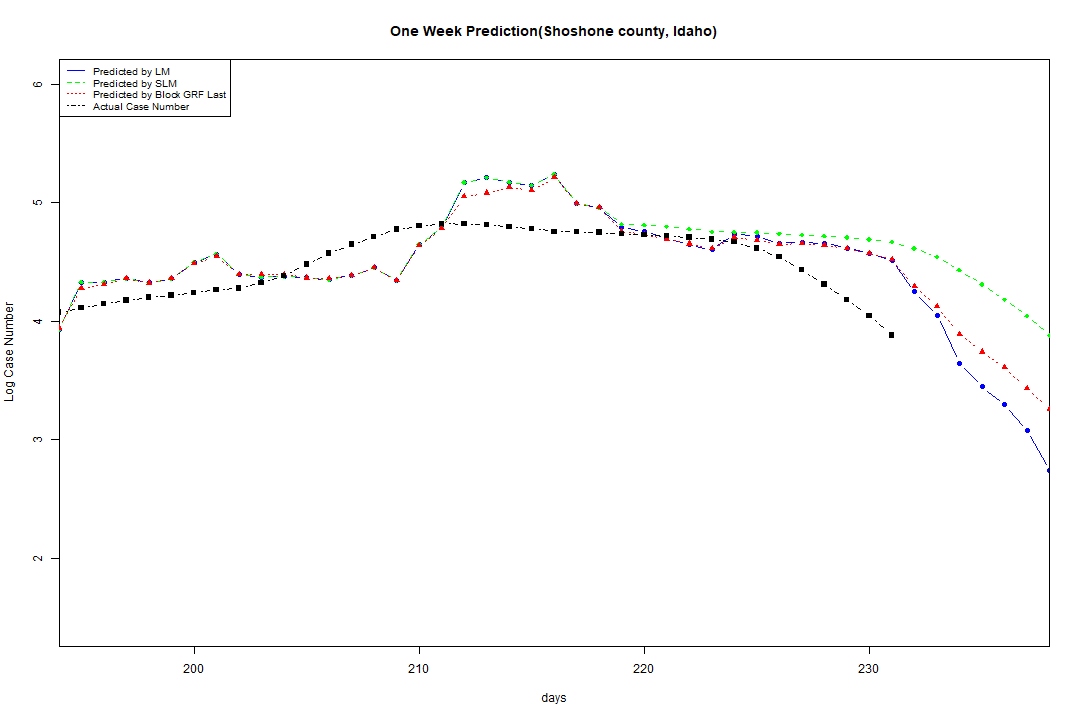 One Week Prediction(Shoshone county, Idaho)
Predicted by LM
Predicted by SLM
Predicted by Block GRF Last
Actual Case Number
6
5
4
3
2
Log Case Number
200 210 220 230
days